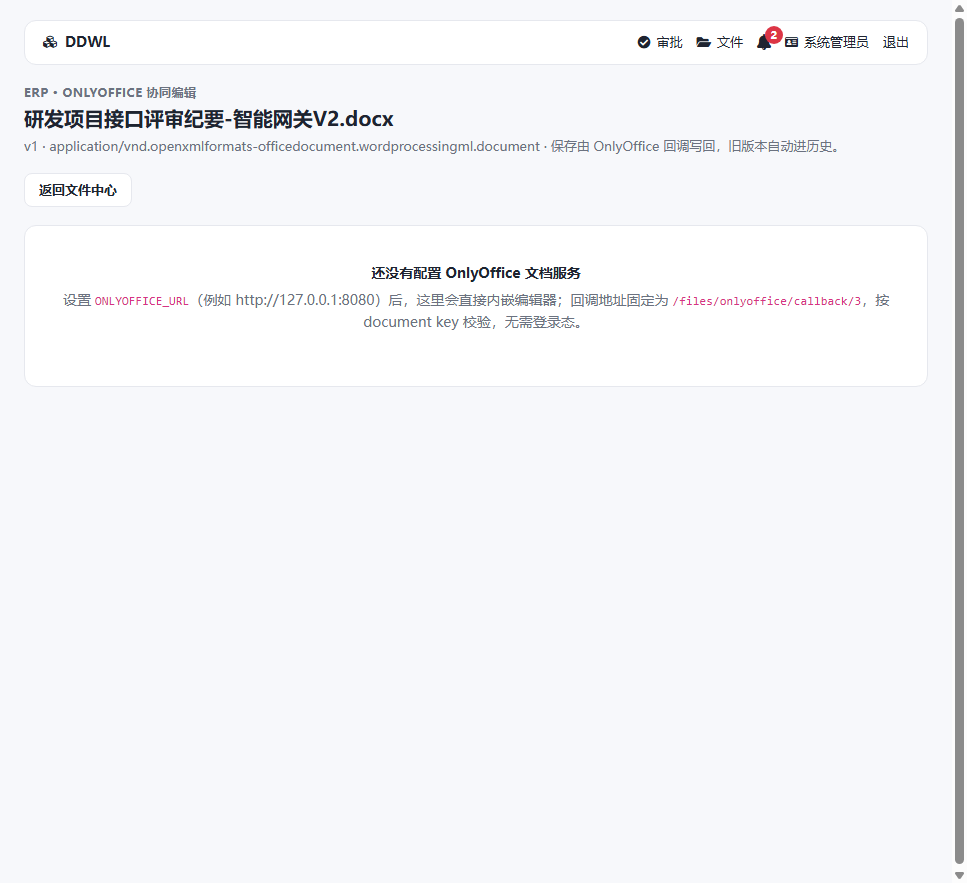 DDWL
审批 文件 2 系统管理员 退出
ERP • ONLYOFFICE 协同编辑
研发项目接口评审纪要-智能网关V2.docx
v1 · application/vnd.openxmlformats-officedocument.wordprocessingml.document · 保存由 OnlyOffice 回调写回，旧版本自动进历史。
返回文件中心
还没有配置 OnlyOffice 文档服务
设置 ONLYOFFICE_URL（例如 http://127.0.0.1:8080）后，这里会直接内嵌编辑器；回调地址固定为 /files/onlyoffice/callback/3，按
document key 校验，无需登录态。